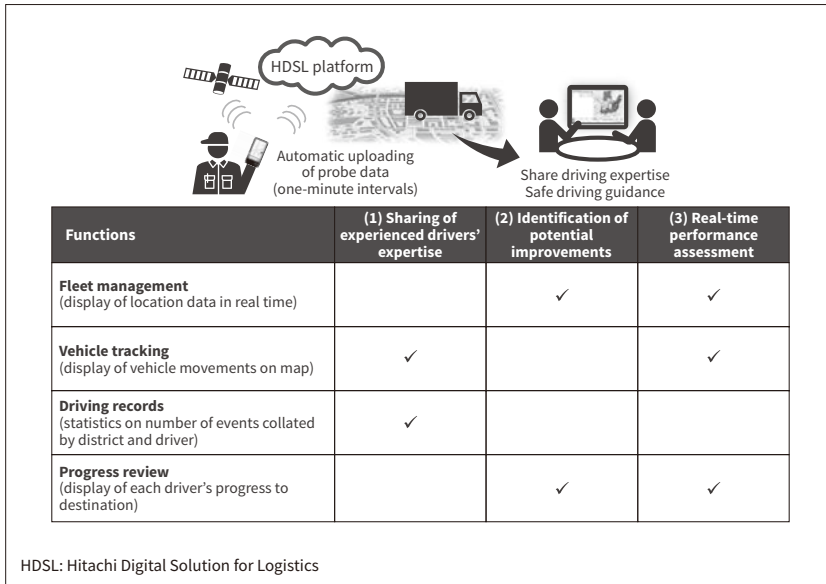 HDSL platform
Automatic uploading
of probe data
(one-minute intervals)
Share driving expertise
Safe driving guidance
Functions
(1) Sharing of
experienced drivers'
expertise
(2) Identification of
potential
improvements
(3) Real-time
performance
assessment
Fleet management
(display of location data in real time)
✓ ✓
Vehicle tracking
(display of vehicle movements on map)
✓ ✓
Driving records
(statistics on number of events collated
by district and driver)
✓
Progress review
(display of each driver's progress to
destination)
✓ ✓
HDSL: Hitachi Digital Solution for Logistics